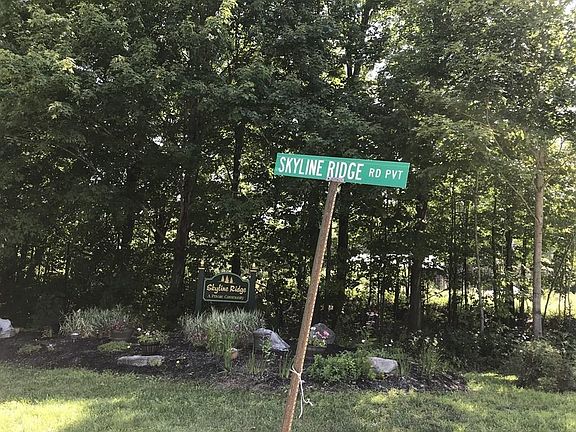 SKYLINE RIDGE RD PVT
Skyline Ridge
A Private Community